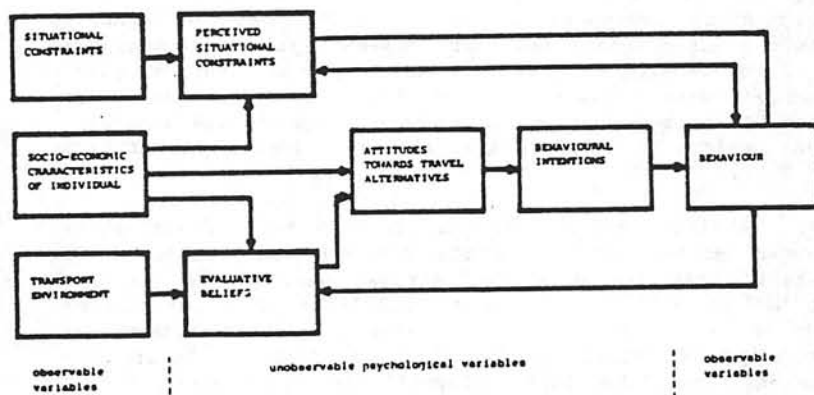 SITUATIONAL
CONSTRAINTS
PERCEIVED
SITUATIONAL
CONSTRAINTS
SOCIO-ECONOMIC
CHARACTERISTICS
OF INDIVIDUAL
ATTITUDES
TOWARDS TRAVEL
ALTERNATIVES
BEHAVIOURAL
INTENTIONS
BEHAVIOUR
TRANSPORT
ENVIRONMENT
EVALUATIVE
BELIEFS
observable
variables
unobservable psychological variables
observable
variables